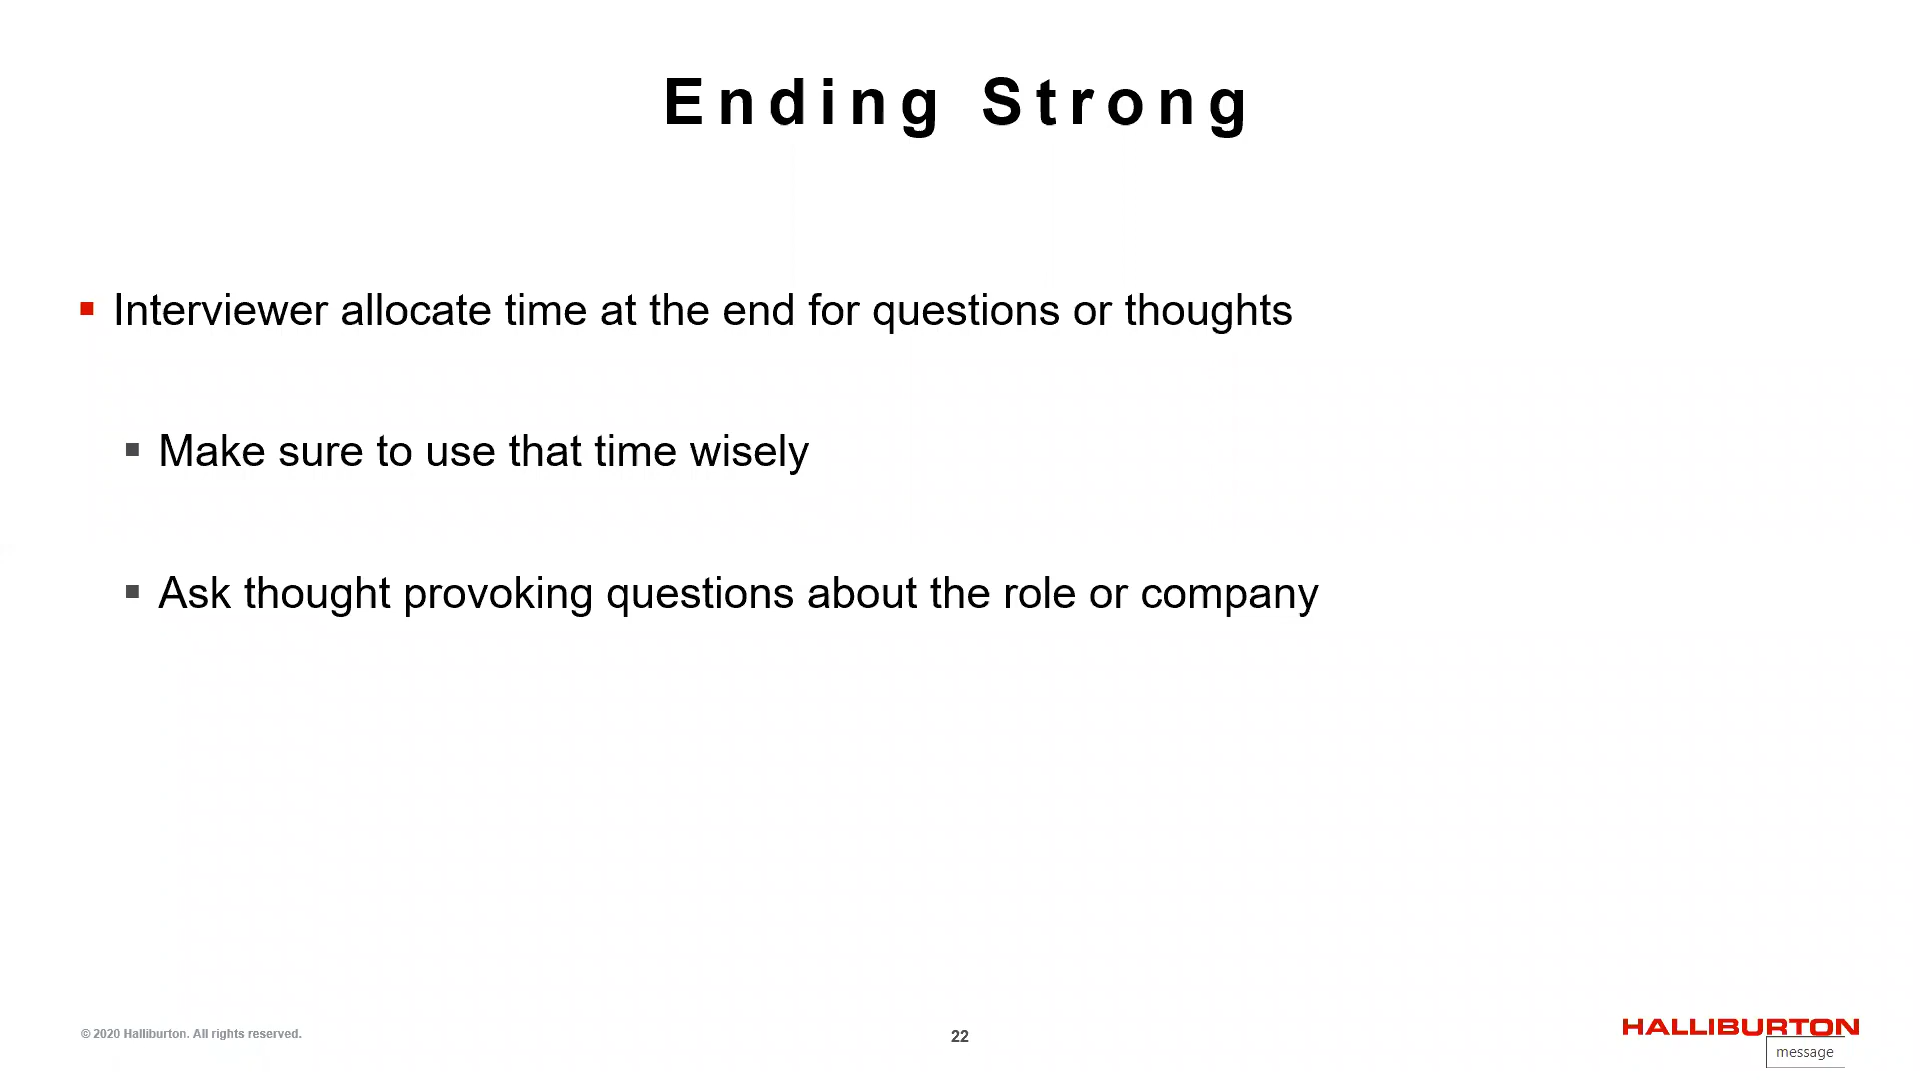 Ending Strong
Interviewer allocate time at the end for questions or thoughts
Make sure to use that time wisely
Ask thought provoking questions about the role or company
© 2020 Halliburton. All rights reserved.
22
HALLIBURTON
message